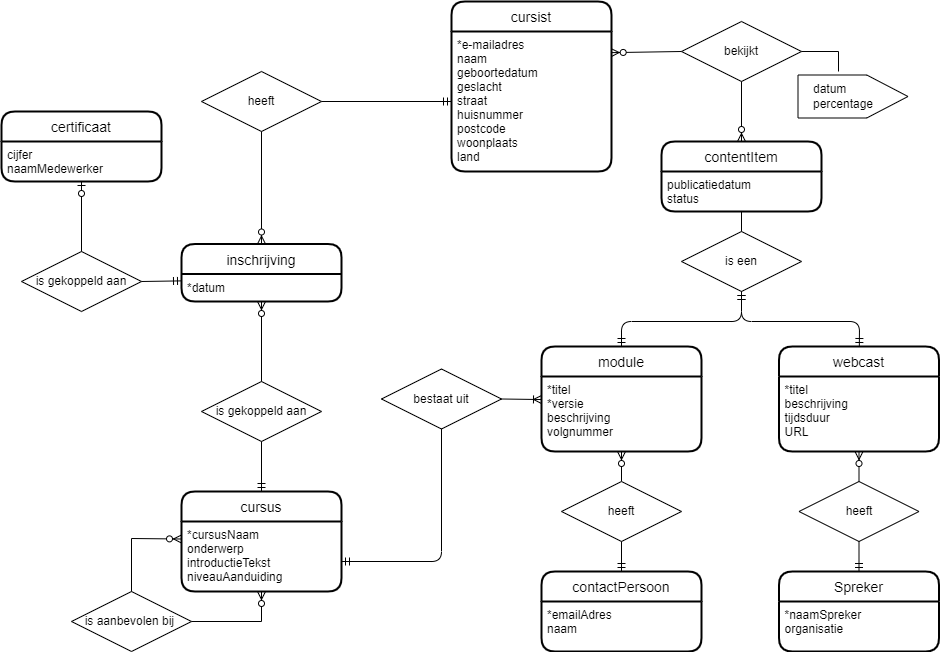 cursist
*e-mailadres
naam
geboortedatum
geslacht
straat
huisnummer
postcode
woonplaats
land
bekijkt
datum
percentage
heeft
certificaat
cijfer
naamMedewerker
contentItem
publicatiedatum
status
is gekoppeld aan
inschrijving
*datum
is een
module
*titel
*versie
beschrijving
volgnummer
webcast
*titel
beschrijving
tijdsduur
URL
bestaat uit
is gekoppeld aan
cursus
*cursusNaam
onderwerp
introductieTekst
niveauAanduiding
heeft
heeft
is aanbevolen bij
contactPersoon
*emailAdres
naam
Spreker
*naamSpreker
organisatie